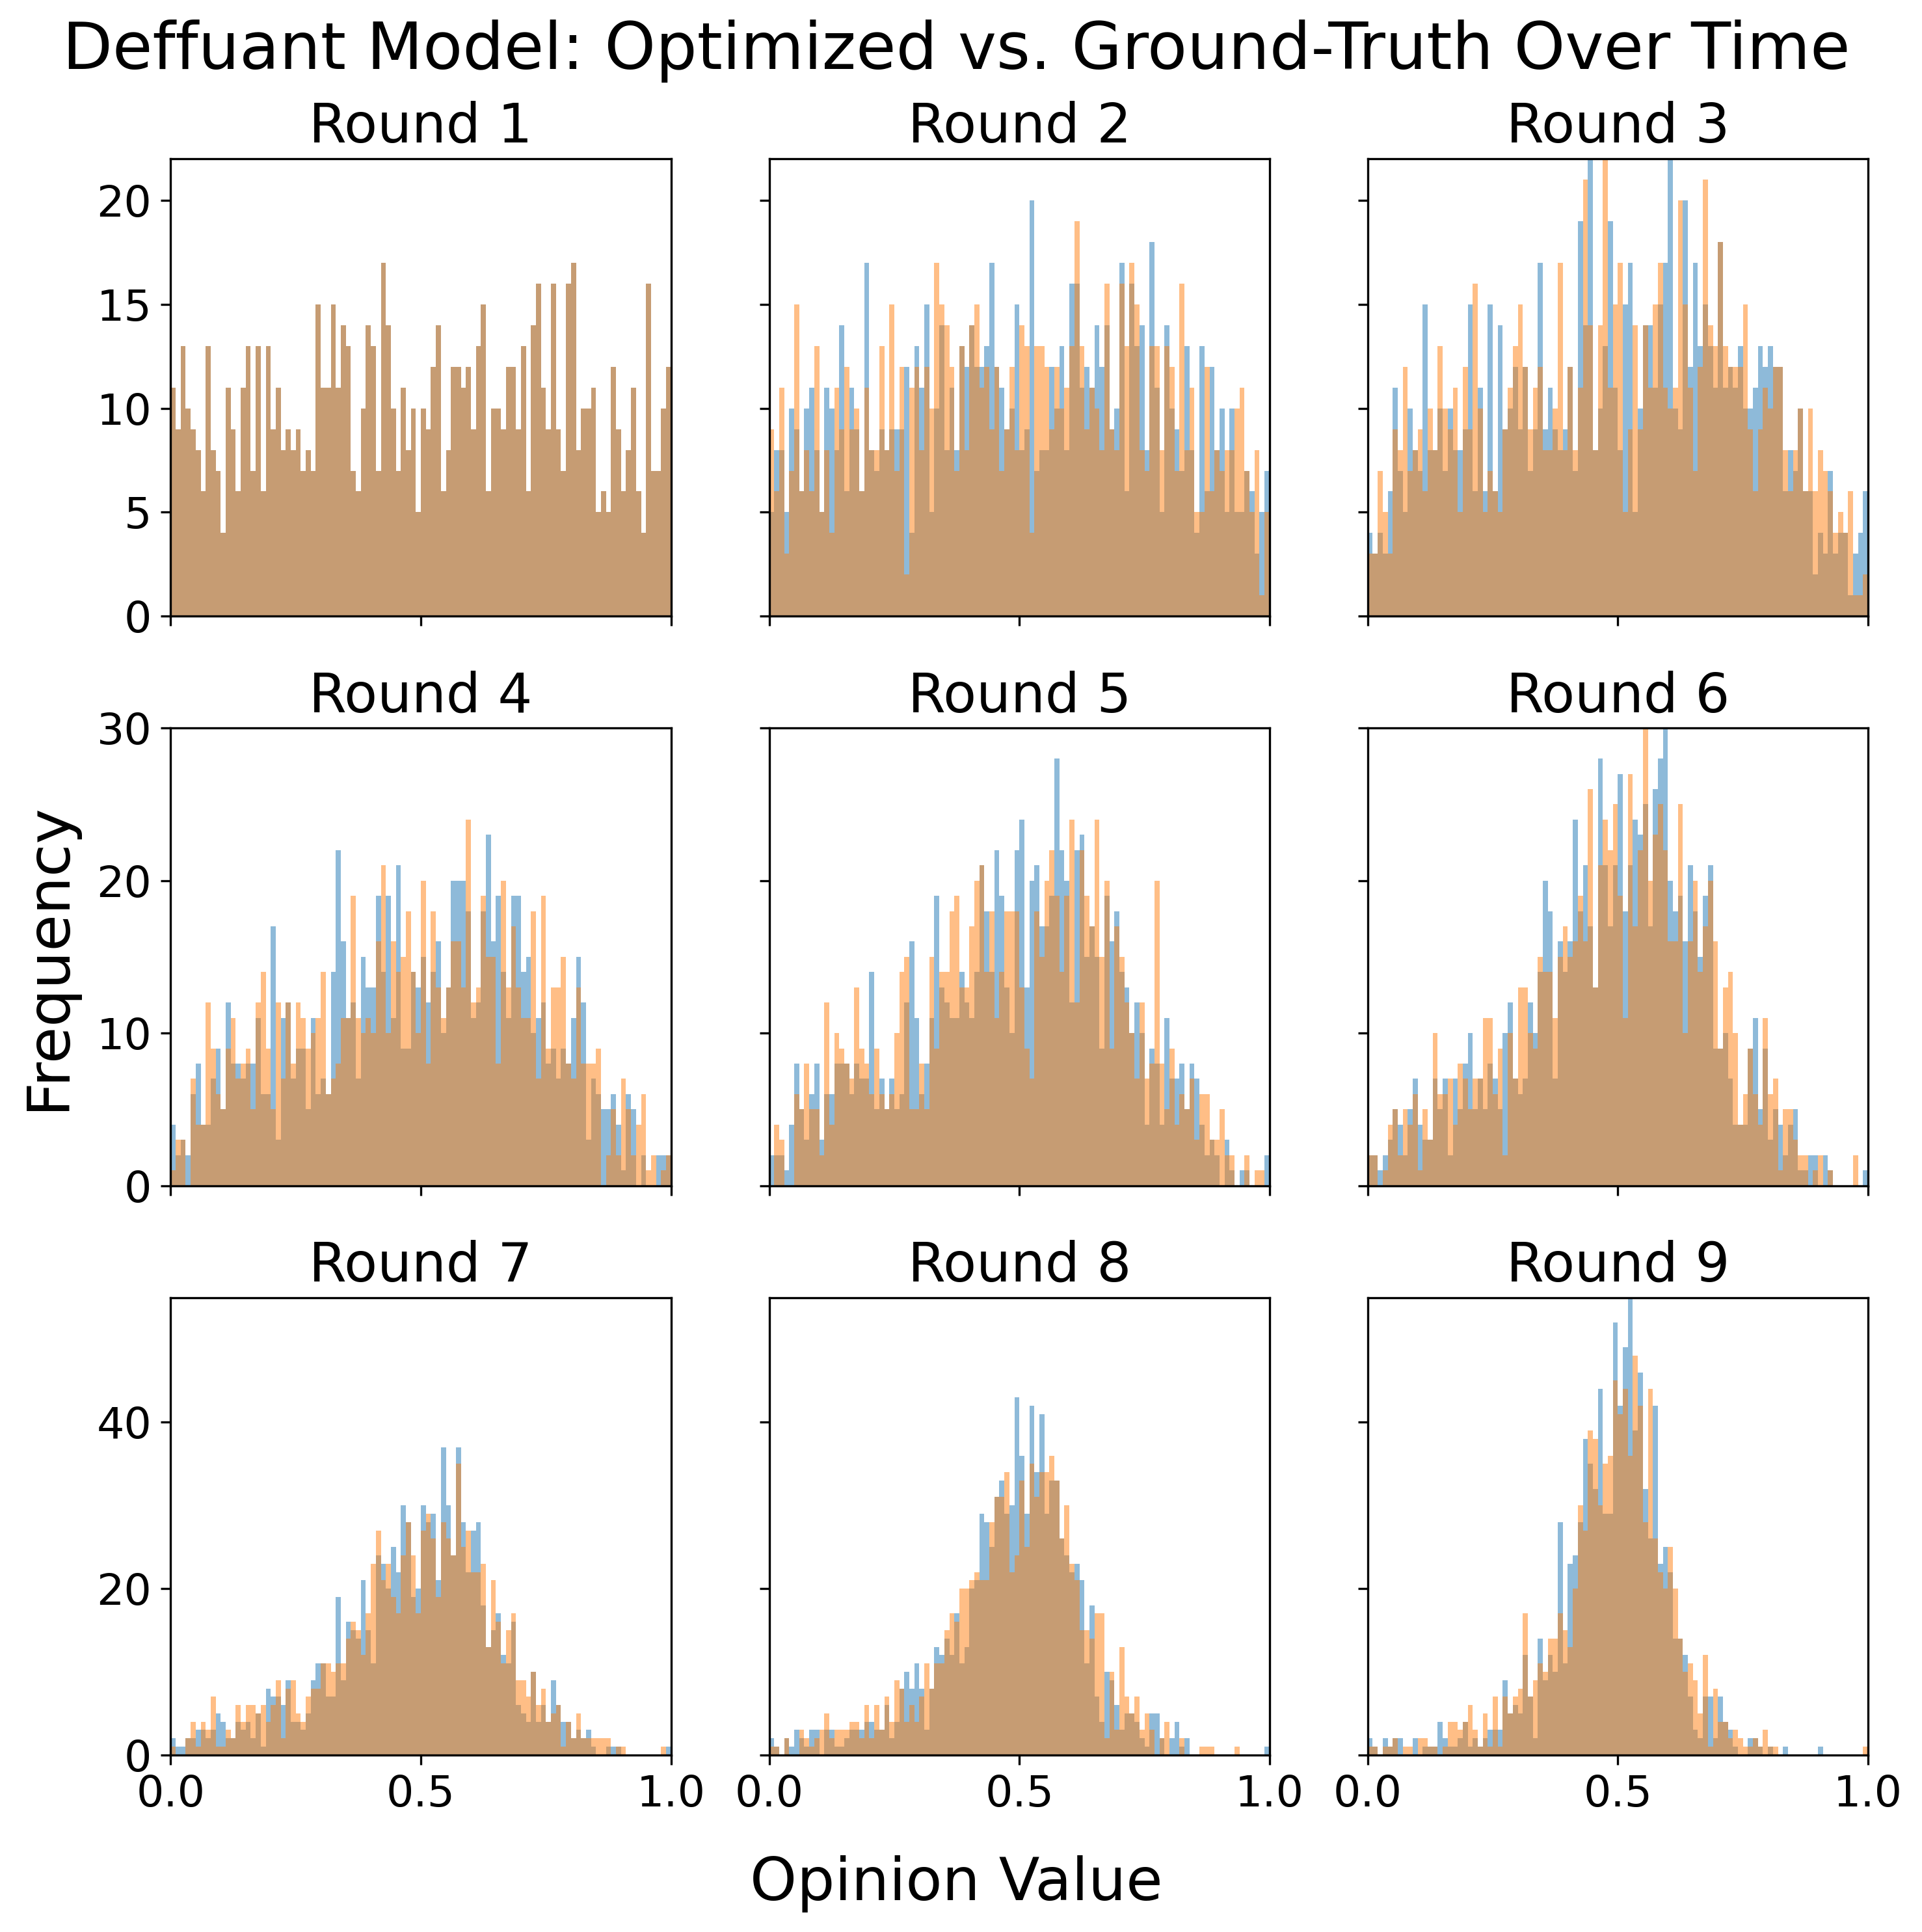 Deffuant Model: Optimized vs. Ground-Truth Over Time
Round 1
Round 2
Round 3
20
15
10
5
0
Round 4
Round 5
Round 6
30
20
10
0
Frequency
Round 7
Round 8
Round 9
40
20
0
0.0 0.5 1.0 0.0 0.5 1.0 0.0 0.5 1.0
Opinion Value